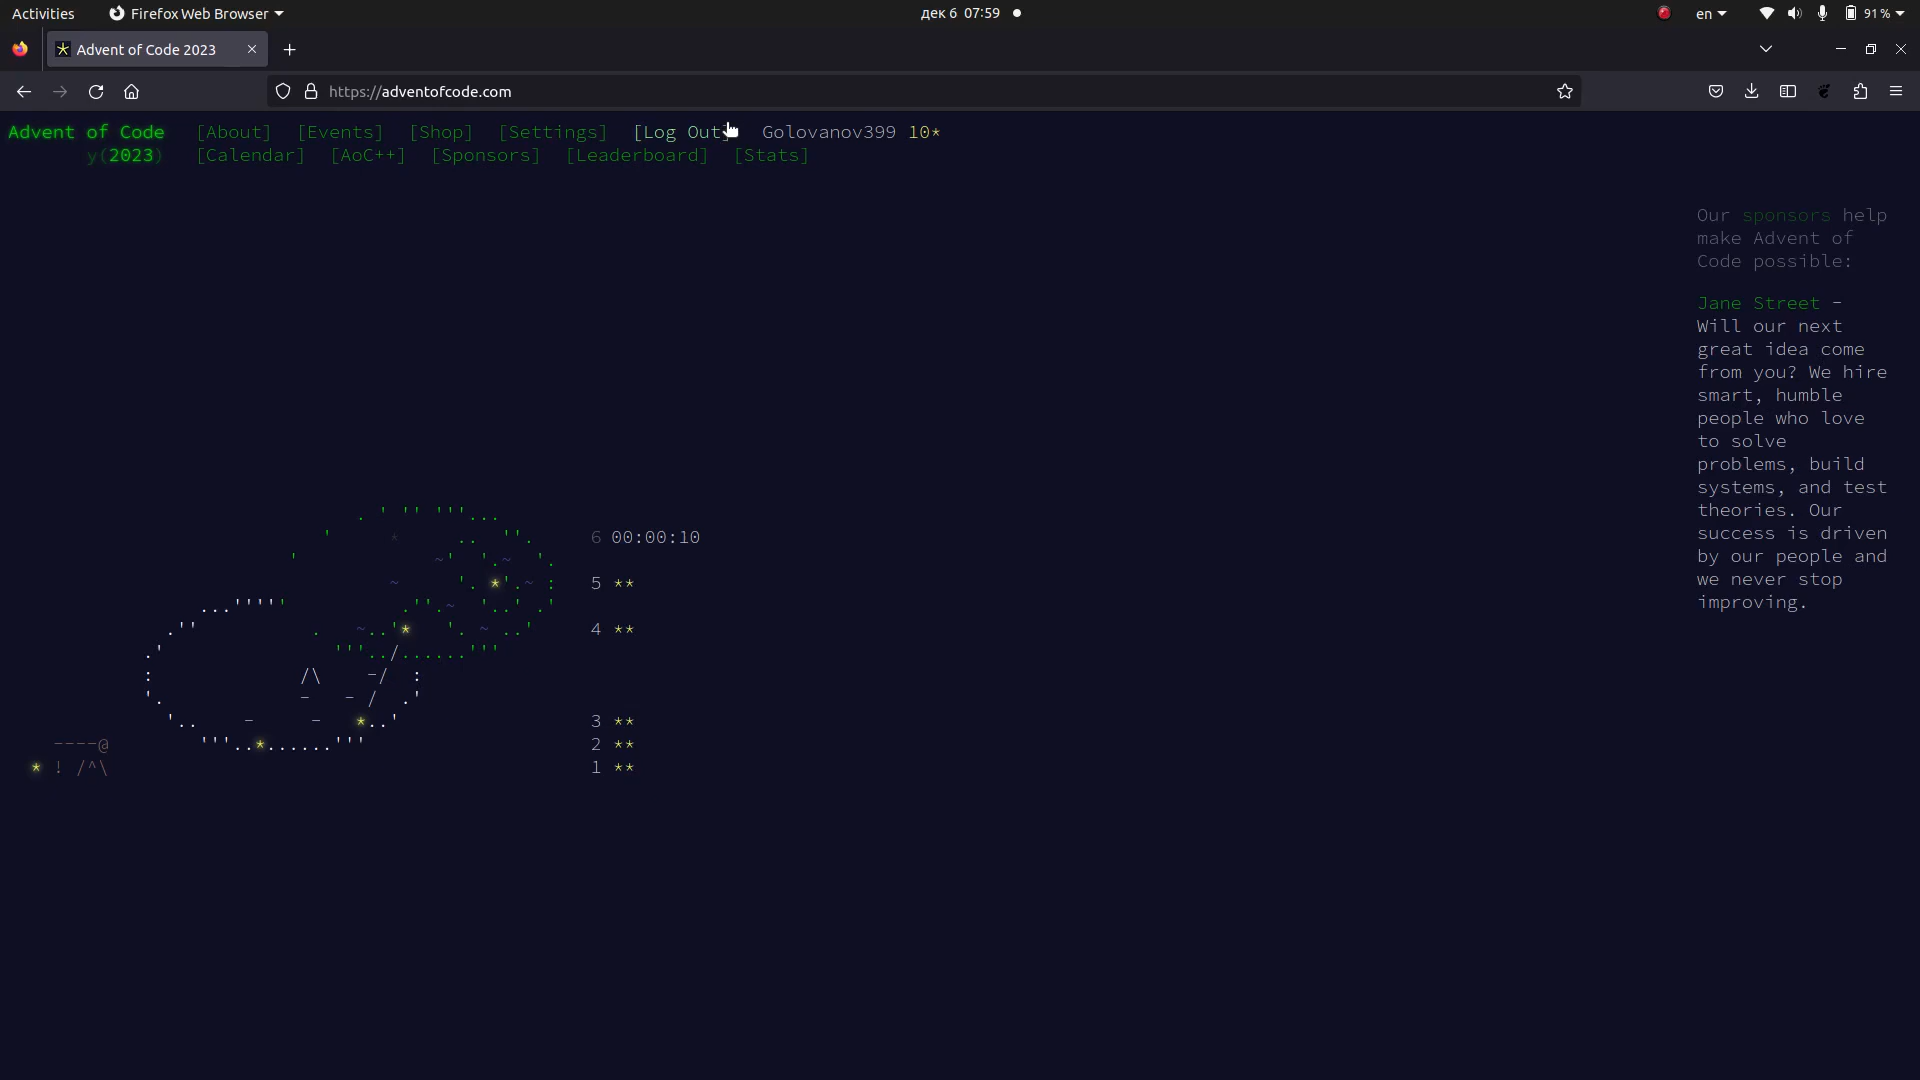 Activities Firefox Web Browser дек 6 07:59 en 91 %
Advent of Code 2023
https://adventofcode.com
Advent of Code [About] [Events] [Shop] [Settings] [Log Out] Golovanov399 10*
y(2023) [Calendar] [AoC++] [Sponsors] [Leaderboard] [Stats]
Our sponsors help
make Advent of
Code possible:
Jane Street -
Will our next
great idea come
from you? We hire
smart, humble
people who love
to solve
problems, build
systems, and test
theories. Our
success is driven
by our people and
we never stop
improving.
6 00:00:10
5 **
4 **
3 **
2 **
1 **